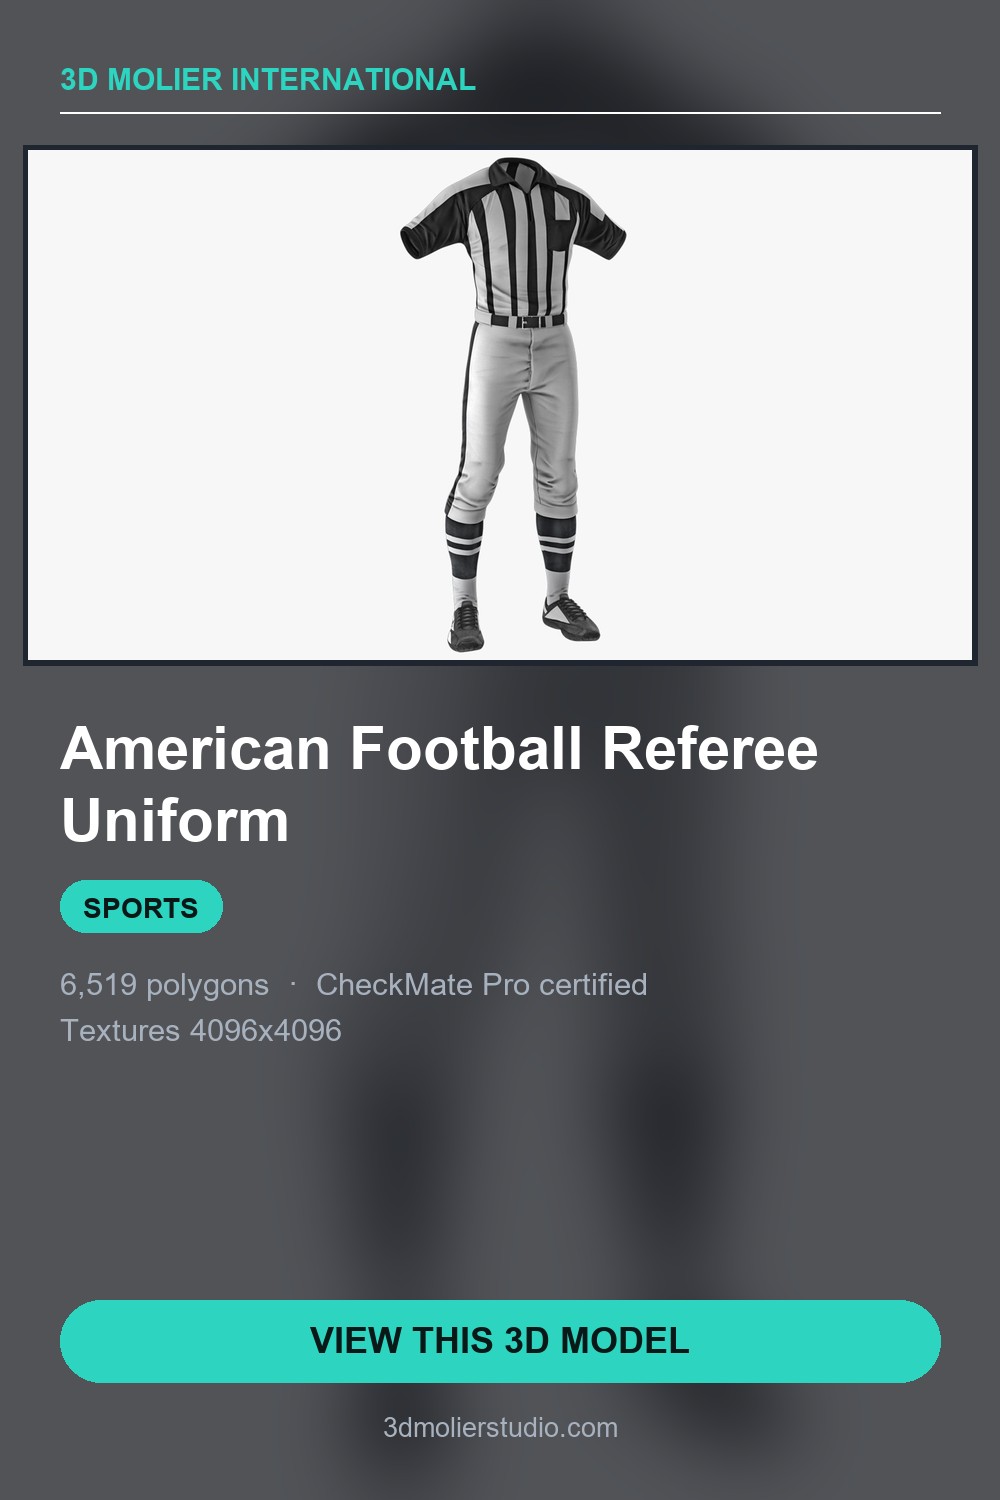 3D MOLIER INTERNATIONAL
American Football Referee
Uniform
SPORTS
6,519 polygons · CheckMate Pro certified
Textures 4096x4096
VIEW THIS 3D MODEL
3dmolierstudio.com